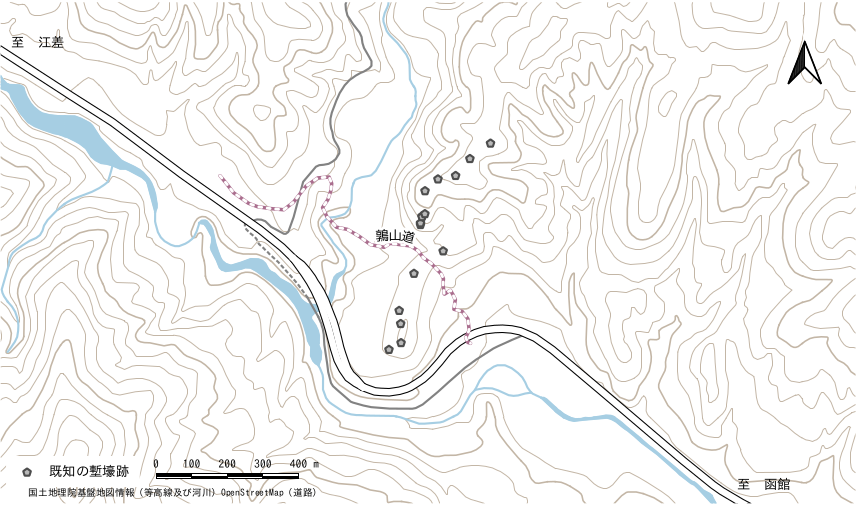 至　江差
鶉山道
至　函館
既知の塹壕跡
0 100 200 300 400 m
国土地理院基盤地図情報（等高線及び河川）OpenStreetMap（道路）